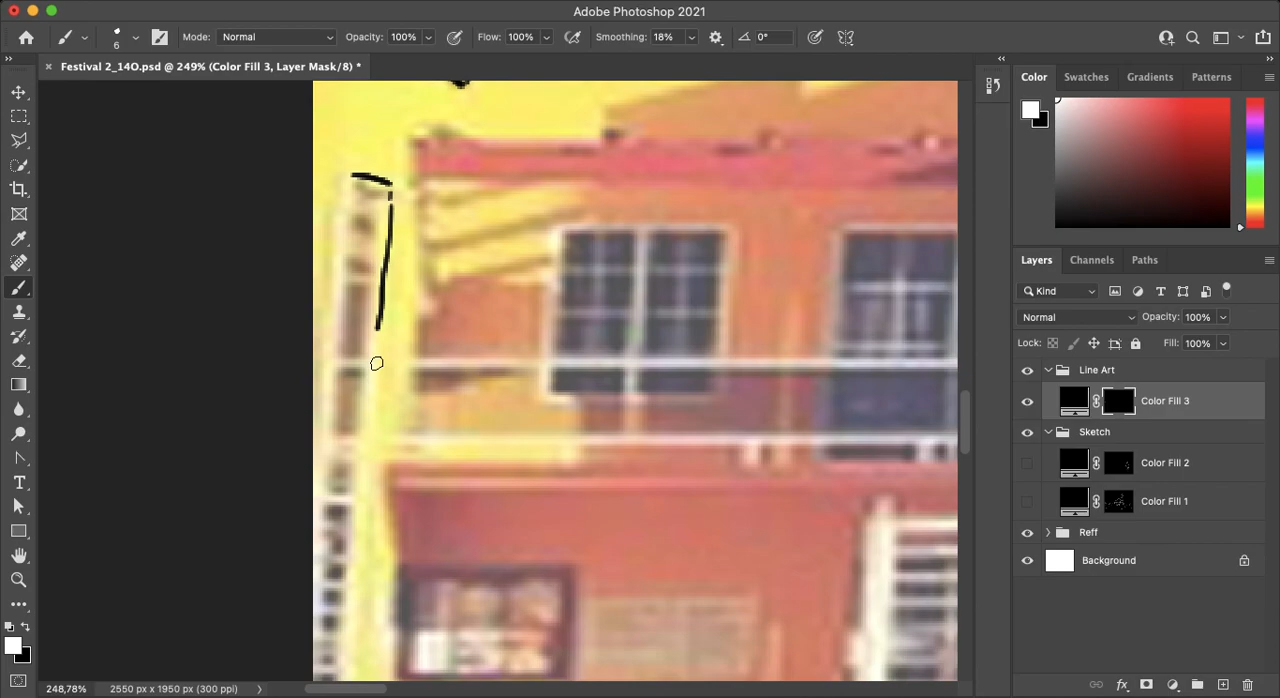 Adobe Photoshop 2021
6 Mode: Normal Opacity: 100% Flow: 100% Smoothing: 18% 0°
Festival 2_14O.psd @ 249% (Color Fill 3, Layer Mask/8) *
Color Swatches Gradients Patterns
Layers Channels Paths
Kind
Normal Opacity: 100%
Lock: Fill: 100%
Line Art
Color Fill 3
Sketch
Color Fill 2
Color Fill 1
Reff
Background
248,78% 2550 px x 1950 px (300 ppi)